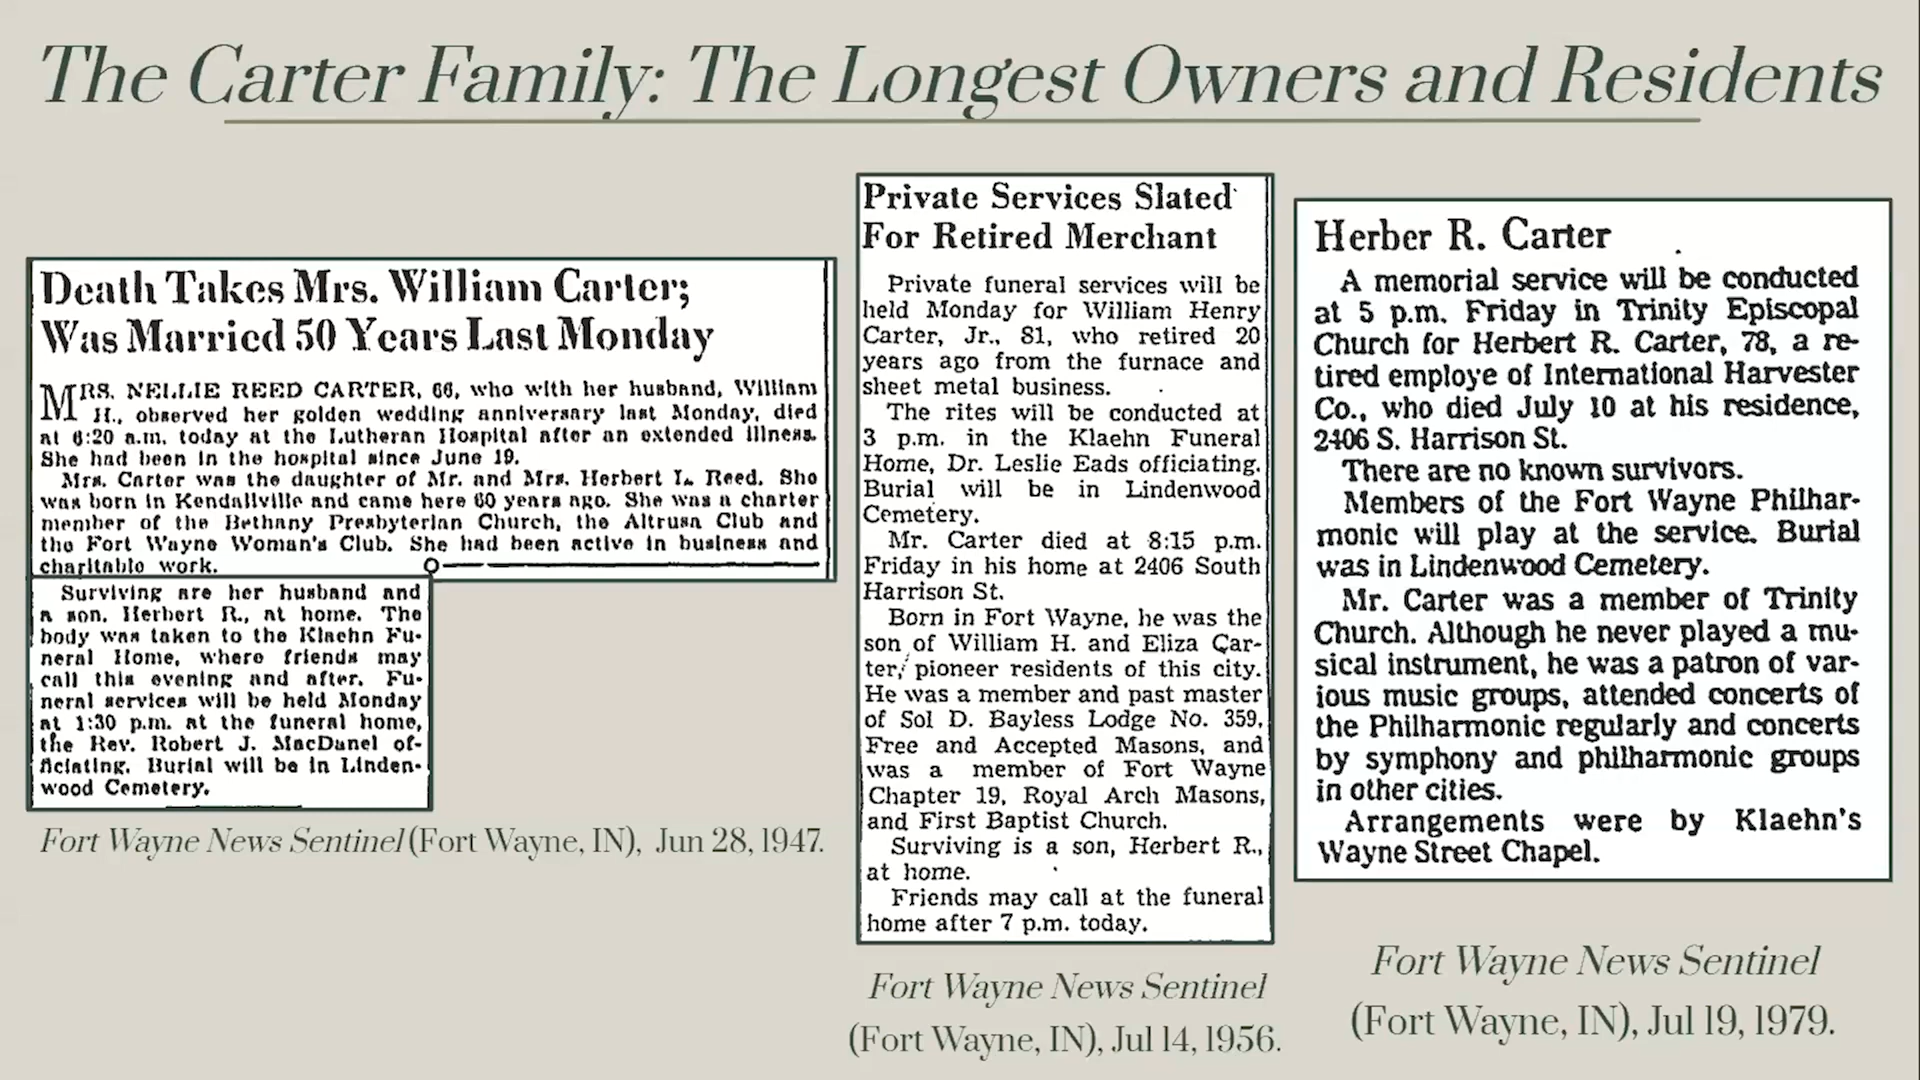 The Carter Family: The Longest Owners and Residents
Death Takes Mrs. William Carter;
Was Married 50 Years Last Monday
MRS. NELLIE REED CARTER, 66, who with her husband, William
H., observed her golden wedding anniversary last Monday, died
at 6:20 a.m. today at the Lutheran Hospital after an extended illness.
She had been in the hospital since June 19.
Mrs. Carter was the daughter of Mr. and Mrs. Herbert L. Reed. She
was born in Kendallville and came here 60 years ago. She was a charter
member of the Bethany Presbyterian Church, the Altrusa Club and
the Fort Wayne Woman's Club. She had been active in business and
charitable work.
Surviving are her husband and
a son, Herbert R., at home. The
body was taken to the Klaehn Fu-
neral Home, where friends may
call this evening and after. Fu-
neral services will be held Monday
at 1:30 p.m. at the funeral home,
the Rev. Robert J. MacDanel of-
ficiating. Burial will be in Linden-
wood Cemetery.
Fort Wayne News Sentinel (Fort Wayne, IN), Jun 28, 1947.
Private Services Slated
For Retired Merchant
Private funeral services will be
held Monday for William Henry
Carter, Jr., 81, who retired 20
years ago from the furnace and
sheet metal business.
The rites will be conducted at
3 p.m. in the Klaehn Funeral
Home, Dr. Leslie Eads officiating.
Burial will be in Lindenwood
Cemetery.
Mr. Carter died at 8:15 p.m.
Friday in his home at 2406 South
Harrison St.
Born in Fort Wayne, he was the
son of William H. and Eliza Car-
ter, pioneer residents of this city.
He was a member and past master
of Sol D. Bayless Lodge No. 359,
Free and Accepted Masons, and
was a member of Fort Wayne
Chapter 19, Royal Arch Masons,
and First Baptist Church.
Surviving is a son, Herbert R.,
at home.
Friends may call at the funeral
home after 7 p.m. today.
Fort Wayne News Sentinel
(Fort Wayne, IN), Jul 14, 1956.
Herber R. Carter
A memorial service will be conducted
at 5 p.m. Friday in Trinity Episcopal
Church for Herbert R. Carter, 78, a re-
tired employe of International Harvester
Co., who died July 10 at his residence,
2406 S. Harrison St.
There are no known survivors.
Members of the Fort Wayne Philhar-
monic will play at the service. Burial
was in Lindenwood Cemetery.
Mr. Carter was a member of Trinity
Church. Although he never played a mu-
sical instrument, he was a patron of var-
ious music groups, attended concerts of
the Philharmonic regularly and concerts
by symphony and philharmonic groups
in other cities.
Arrangements were by Klaehn's
Wayne Street Chapel.
Fort Wayne News Sentinel
(Fort Wayne, IN), Jul 19, 1979.